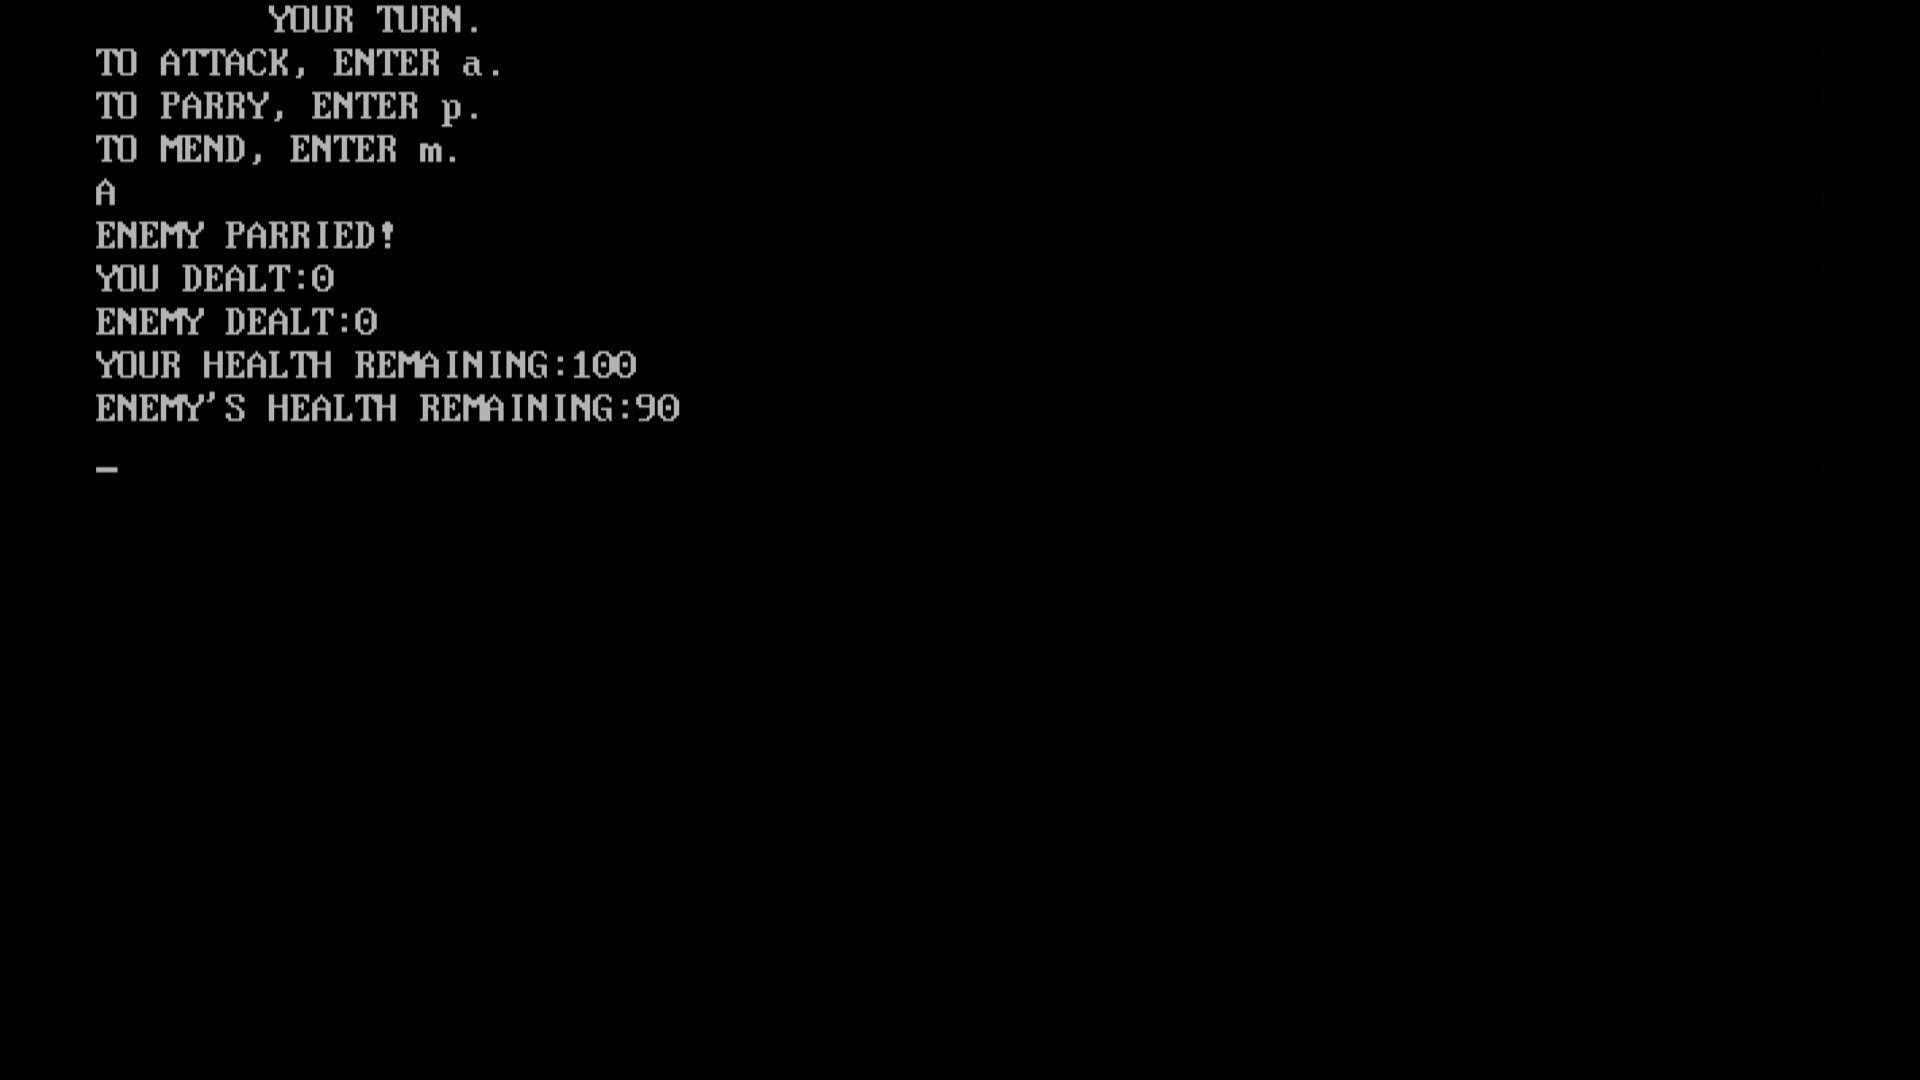 YOUR TURN.
TO ATTACK, ENTER a.
TO PARRY, ENTER p.
TO MEND, ENTER m.
A
ENEMY PARRIED!
YOU DEALT:0
ENEMY DEALT:0
YOUR HEALTH REMAINING:100
ENEMY'S HEALTH REMAINING:90
_